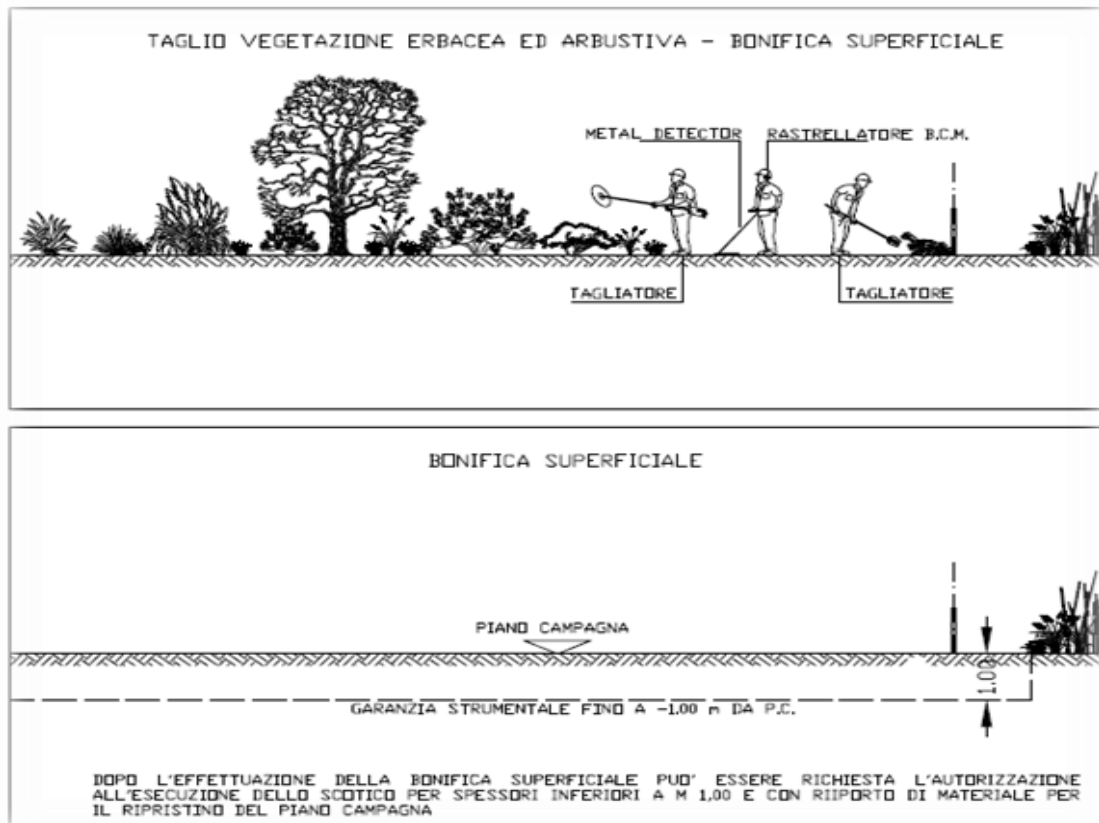 TAGLIO VEGETAZIONE ERBACEA ED ARBUSTIVA - BONIFICA SUPERFICIALE
METAL DETECTOR
RASTRELLATORE B.C.M.
TAGLIATORE
TAGLIATORE
BONIFICA SUPERFICIALE
PIANO CAMPAGNA
1.00
GARANZIA STRUMENTALE FINO A -1.00 m DA P.C.
DOPO L'EFFETTUAZIONE DELLA BONIFICA SUPERFICIALE PUO' ESSERE RICHIESTA L'AUTORIZZAZIONE
ALL'ESECUZIONE DELLO SCOTICO PER SPESSORI INFERIORI A M 1,00 E CON RIIPORTO DI MATERIALE PER
IL RIPRISTINO DEL PIANO CAMPAGNA